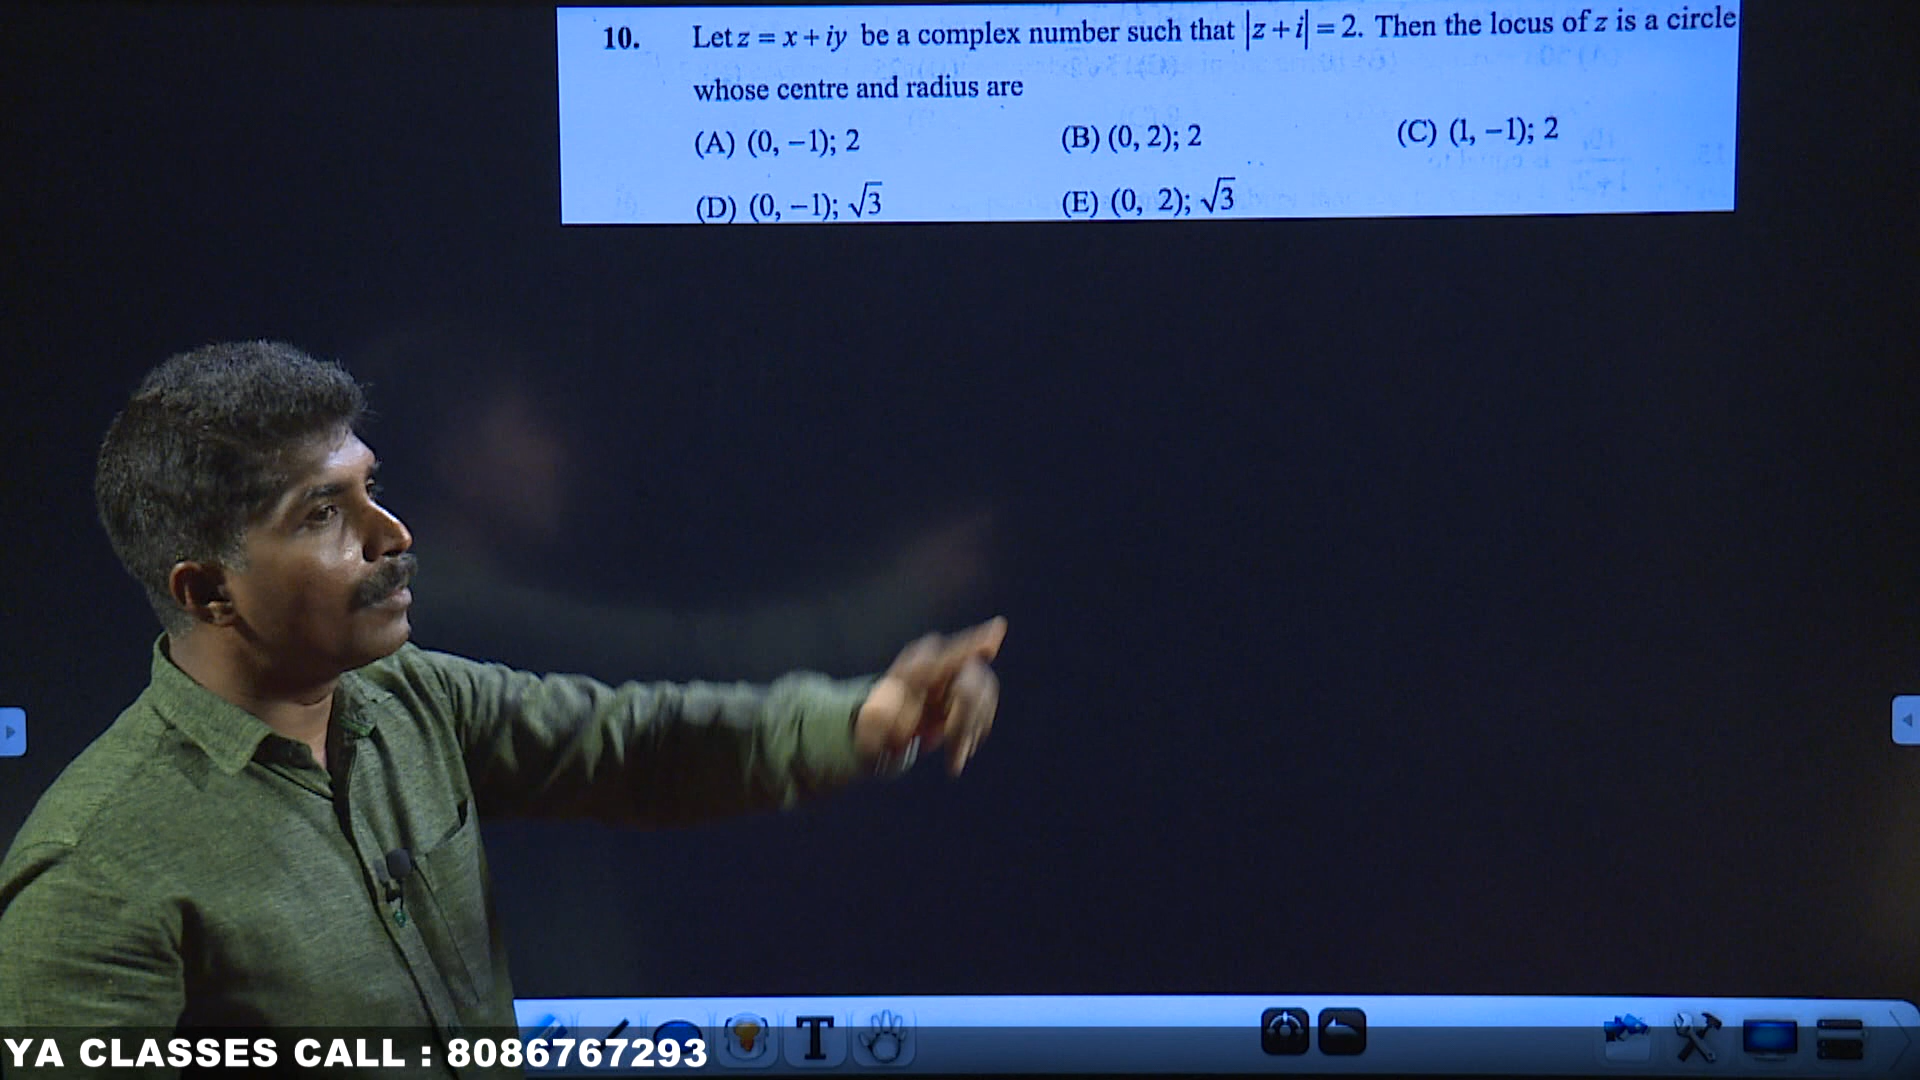 10. Let z = x + iy be a complex number such that |z + i| = 2. Then the locus of z is a circle
whose centre and radius are
(A) (0, −1); 2 (B) (0, 2); 2 (C) (1, −1); 2
(D) (0, −1); √3 (E) (0, 2); √3
T
YA CLASSES CALL : 8086767293